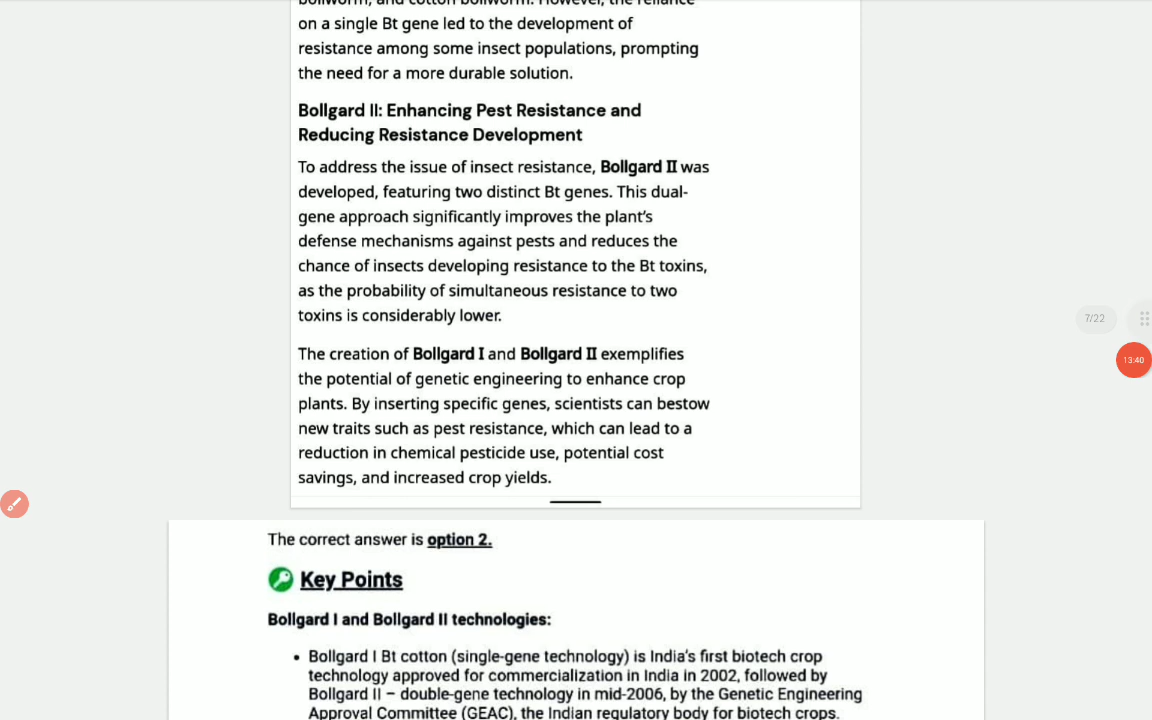 bollworm, and cotton bollworm. However, the reliance
on a single Bt gene led to the development of
resistance among some insect populations, prompting
the need for a more durable solution.
Bollgard II: Enhancing Pest Resistance and
Reducing Resistance Development
To address the issue of insect resistance, Bollgard II was
developed, featuring two distinct Bt genes. This dual-
gene approach significantly improves the plant's
defense mechanisms against pests and reduces the
chance of insects developing resistance to the Bt toxins,
as the probability of simultaneous resistance to two
toxins is considerably lower.
The creation of Bollgard I and Bollgard II exemplifies
the potential of genetic engineering to enhance crop
plants. By inserting specific genes, scientists can bestow
new traits such as pest resistance, which can lead to a
reduction in chemical pesticide use, potential cost
savings, and increased crop yields.
7/22
13:40
The correct answer is option 2.
Key Points
Bollgard I and Bollgard II technologies:
• Bollgard I Bt cotton (single-gene technology) is India's first biotech crop
technology approved for commercialization in India in 2002, followed by
Bollgard II – double-gene technology in mid-2006, by the Genetic Engineering
Approval Committee (GEAC), the Indian regulatory body for biotech crops.